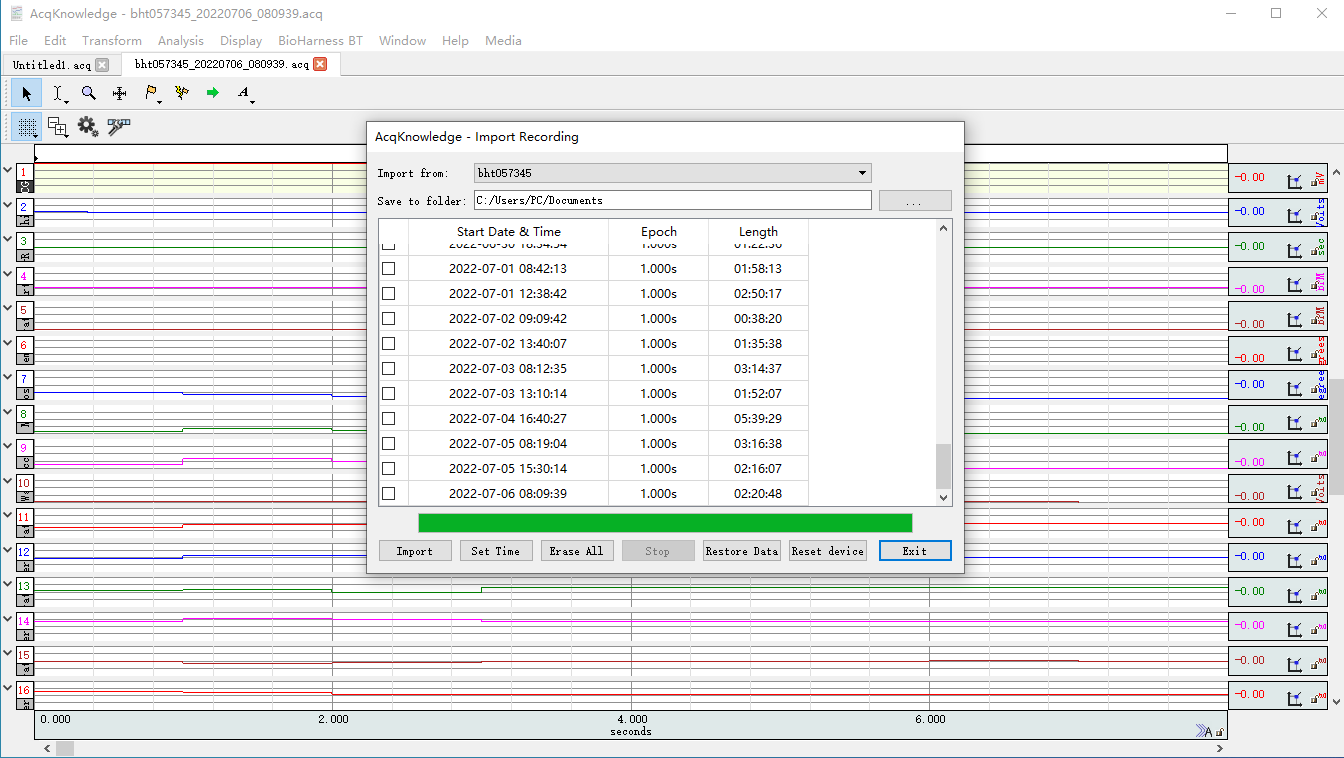 AcqKnowledge - bht057345_20220706_080939.acq
File Edit Transform Analysis Display BioHarness BT Window Help Media
Untitled1.acq bht057345_20220706_080939.acq
AcqKnowledge - Import Recording
Import from: bht057345
Save to folder: C:/Users/PC/Documents ...
Start Date & Time Epoch Length
2022-06-30 18:54:54 1.000s 01:22:30
2022-07-01 08:42:13 1.000s 01:58:13
2022-07-01 12:38:42 1.000s 02:50:17
2022-07-02 09:09:42 1.000s 00:38:20
2022-07-02 13:40:07 1.000s 01:35:38
2022-07-03 08:12:35 1.000s 03:14:37
2022-07-03 13:10:14 1.000s 01:52:07
2022-07-04 16:40:27 1.000s 05:39:29
2022-07-05 08:19:04 1.000s 03:16:38
2022-07-05 15:30:14 1.000s 02:16:07
2022-07-06 08:09:39 1.000s 02:20:48
Import Set Time Erase All Stop Restore Data Reset device Exit
1 -0.00 mV
2 -0.00 Volts
3 -0.00 sec
4 -0.00 BPM
5 -0.00 BPM
6 -0.00
7 -0.00
8 -0.00
9 -0.00
10 -0.00 Volts
11 -0.00
12 -0.00
13 -0.00
14 -0.00
15 -0.00
16 -0.00
0.000 2.000 4.000 6.000
seconds
A